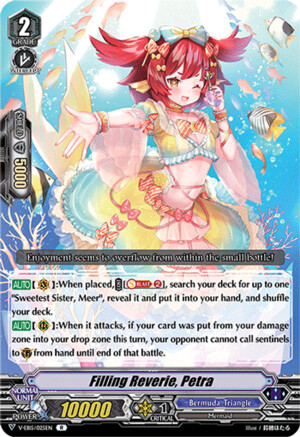 2
GRADE
5000
Enjoyment seems to overflow from within the small bottle!
AUTO :When placed, 2, search your deck for up to one
"Sweetest Sister, Meer", reveal it and put it into your hand, and shuffle
your deck.
AUTO :When it attacks, if your card was put from your damage
zone into your drop zone this turn, your opponent cannot call sentinels
to from hand until end of that battle.
Filling Reverie, Petra
NORMAL
UNIT
V-EB15/025EN R
POWER
10000
1
CRITICAL
Bermuda Triangle
Mermaid